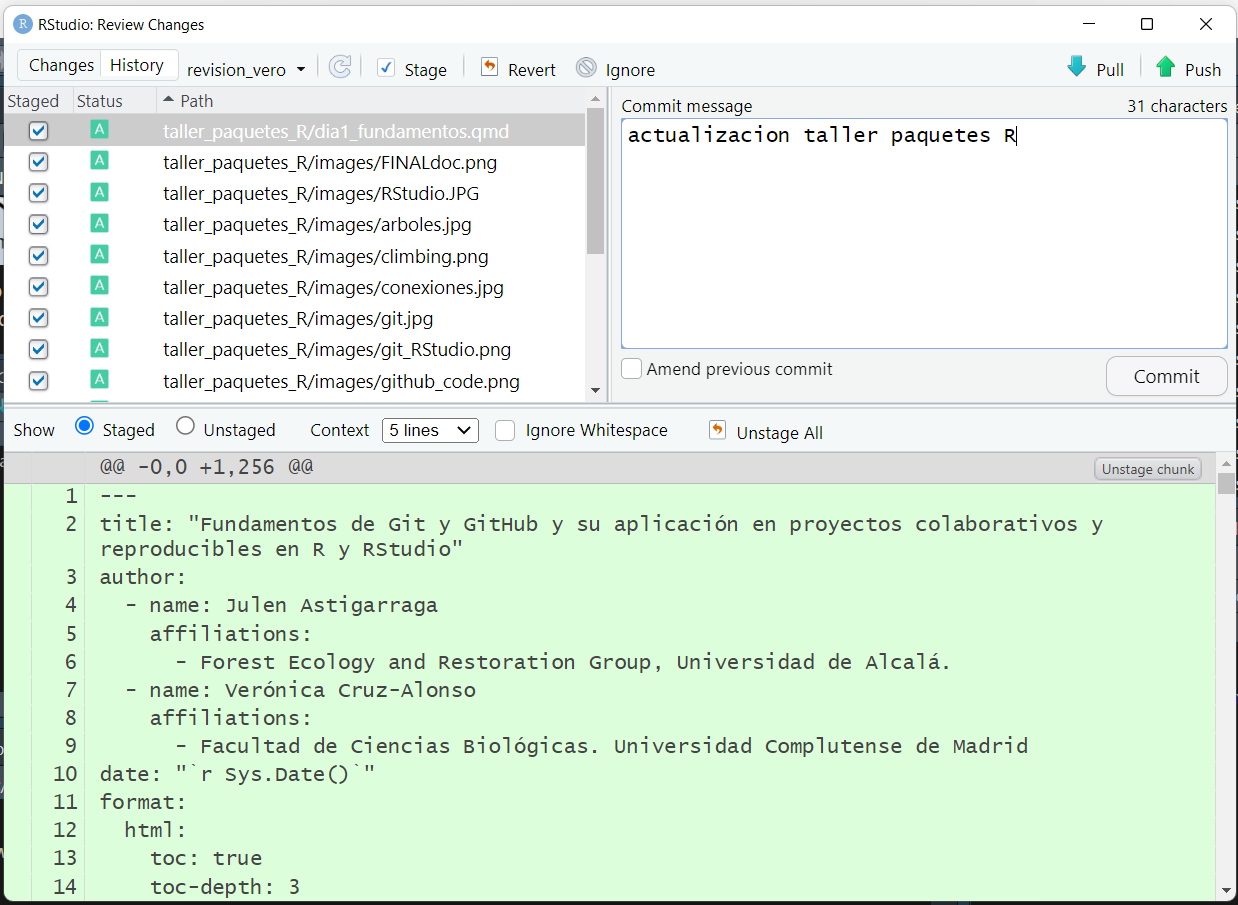 R RStudio: Review Changes
Changes History revision_vero Stage Revert Ignore Pull Push
Staged Status Path
A taller_paquetes_R/dia1_fundamentos.qmd
A taller_paquetes_R/images/FINALdoc.png
A taller_paquetes_R/images/RStudio.JPG
A taller_paquetes_R/images/arboles.jpg
A taller_paquetes_R/images/climbing.png
A taller_paquetes_R/images/conexiones.jpg
A taller_paquetes_R/images/git.jpg
A taller_paquetes_R/images/git_RStudio.png
A taller_paquetes_R/images/github_code.png
Commit message 31 characters
actualizacion taller paquetes R
Amend previous commit Commit
Show Staged Unstaged Context 5 lines Ignore Whitespace Unstage All
@@ -0,0 +1,256 @@ Unstage chunk
1 ---
2 title: "Fundamentos de Git y GitHub y su aplicación en proyectos colaborativos y
reproducibles en R y RStudio"
3 author:
4 - name: Julen Astigarraga
5 affiliations:
6 - Forest Ecology and Restoration Group, Universidad de Alcalá.
7 - name: Verónica Cruz-Alonso
8 affiliations:
9 - Facultad de Ciencias Biológicas. Universidad Complutense de Madrid
10 date: "`r Sys.Date()`"
11 format:
12 html:
13 toc: true
14 toc-depth: 3